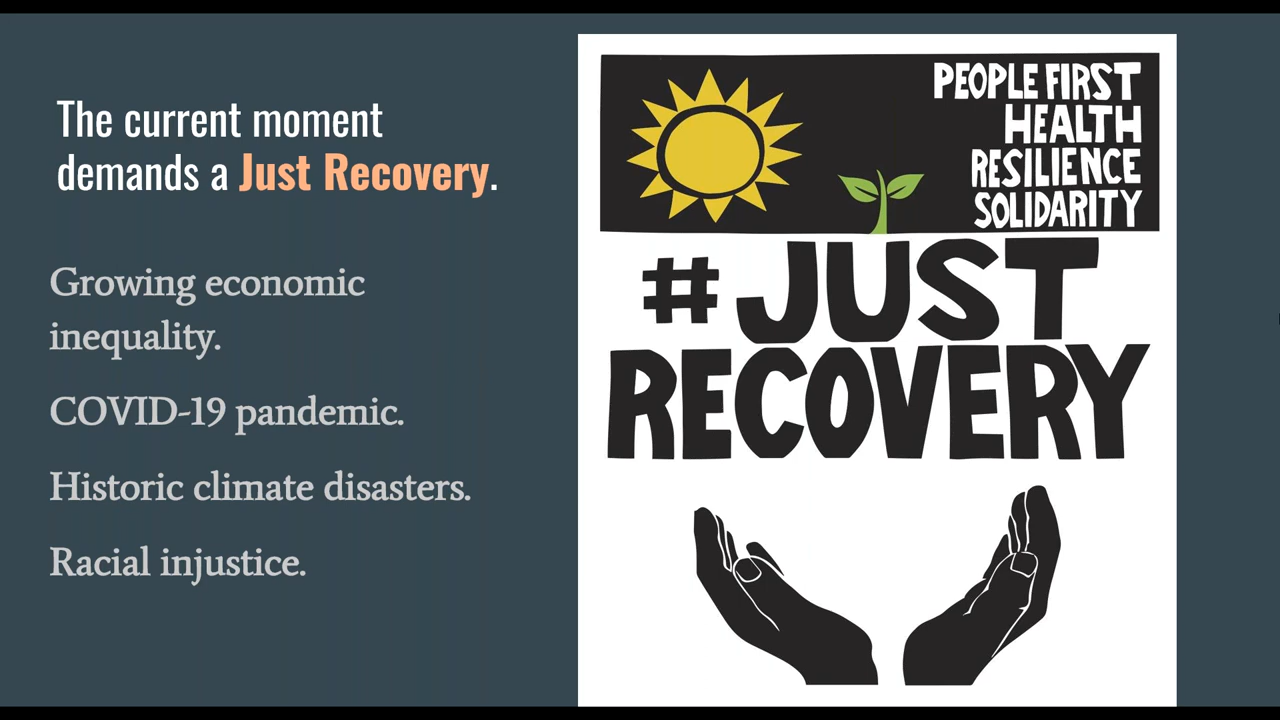 The current moment
demands a Just Recovery.
Growing economic
inequality.
COVID-19 pandemic.
Historic climate disasters.
Racial injustice.
PEOPLE FIRST
HEALTH
RESILIENCE
SOLIDARITY
# JUST
RECOVERY